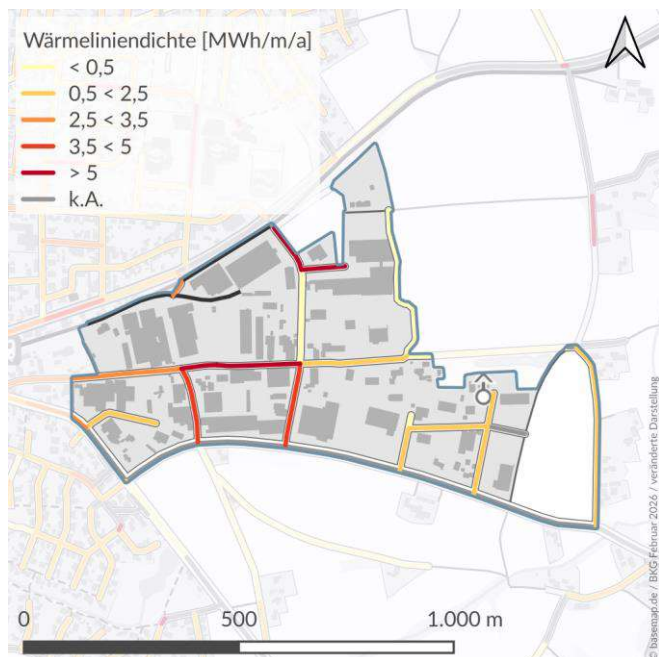 Wärmeliniendichte [MWh/m/a]
< 0,5
0,5 < 2,5
2,5 < 3,5
3,5 < 5
> 5
k.A.
0 500 1.000 m
© basemap.de / BKG Februar 2026 / veränderte Darstellung